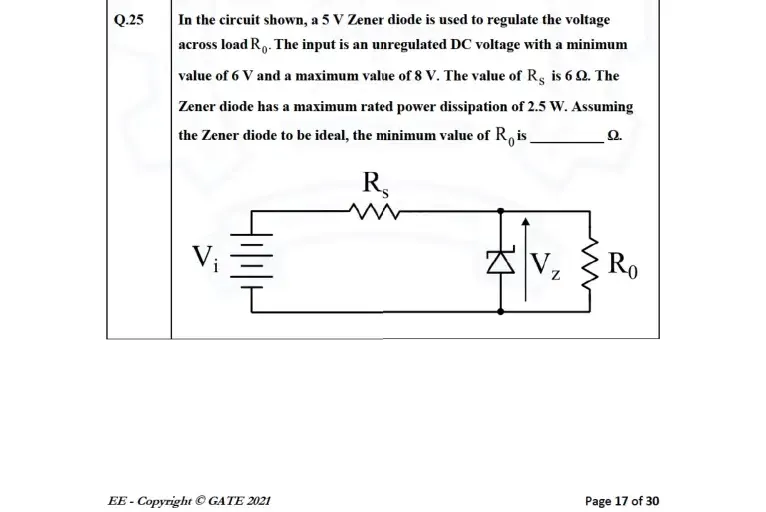 Q.25 In the circuit shown, a 5 V Zener diode is used to regulate the voltage
across load R₀. The input is an unregulated DC voltage with a minimum
value of 6 V and a maximum value of 8 V. The value of Rₛ is 6 Ω. The
Zener diode has a maximum rated power dissipation of 2.5 W. Assuming
the Zener diode to be ideal, the minimum value of R₀ is __________ Ω.
Rₛ
Vᵢ
V_z
R₀
EE - Copyright © GATE 2021
Page 17 of 30